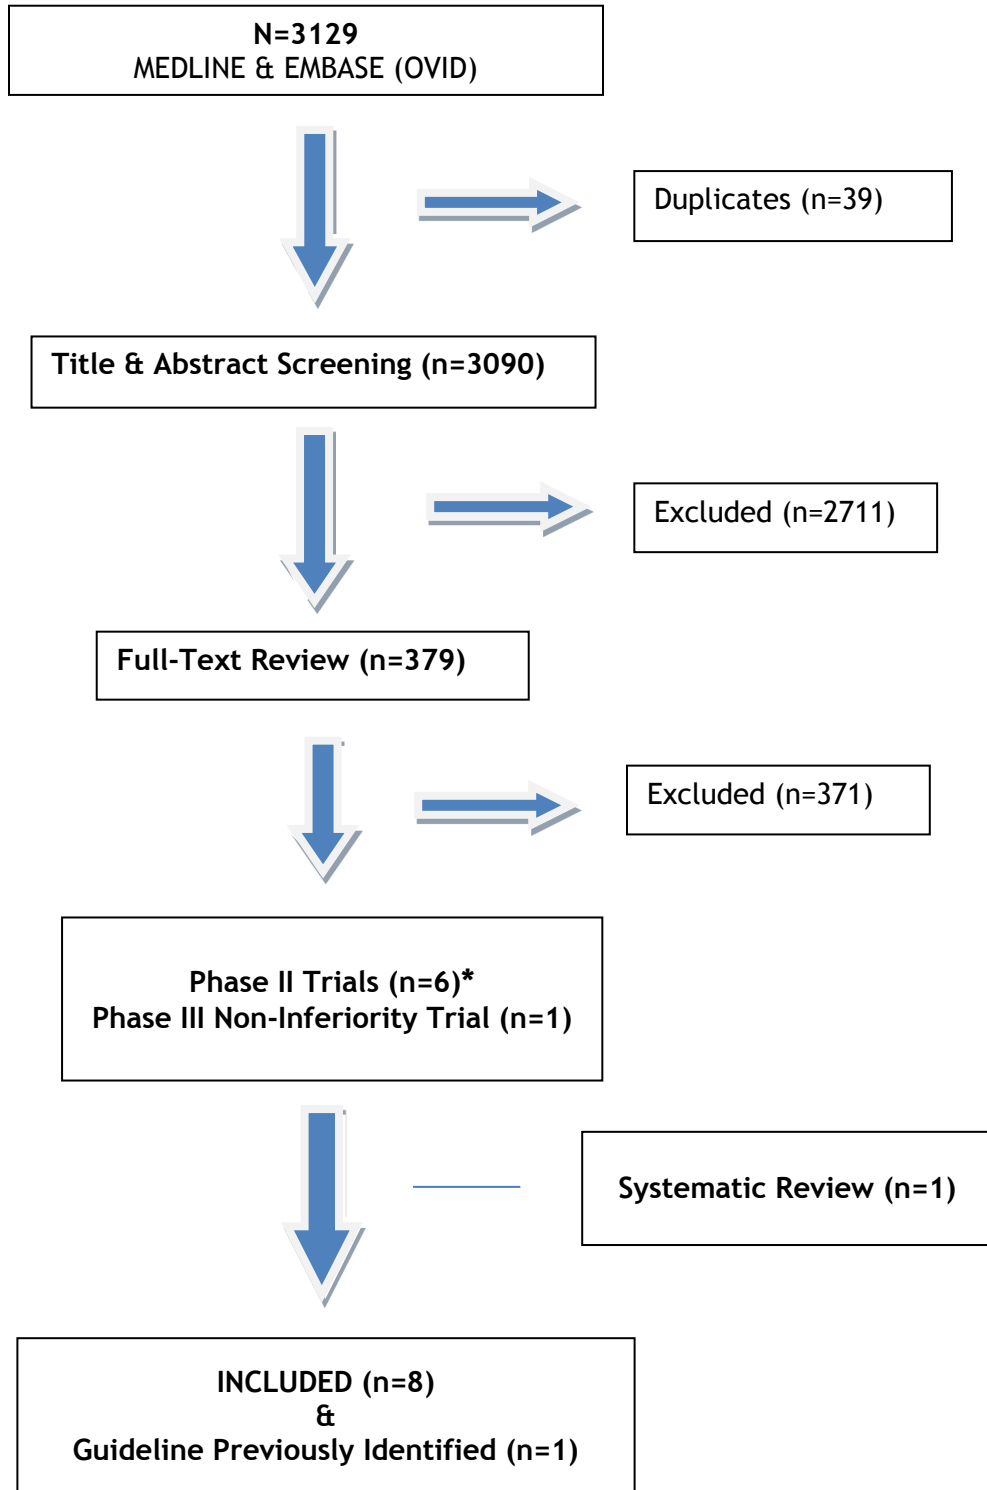 N=3129
MEDLINE & EMBASE (OVID)
Duplicates (n=39)
Title & Abstract Screening (n=3090)
Excluded (n=2711)
Full-Text Review (n=379)
Excluded (n=371)
Phase II Trials (n=6)*
Phase III Non-Inferiority Trial (n=1)
Systematic Review (n=1)
INCLUDED (n=8)
&
Guideline Previously Identified (n=1)